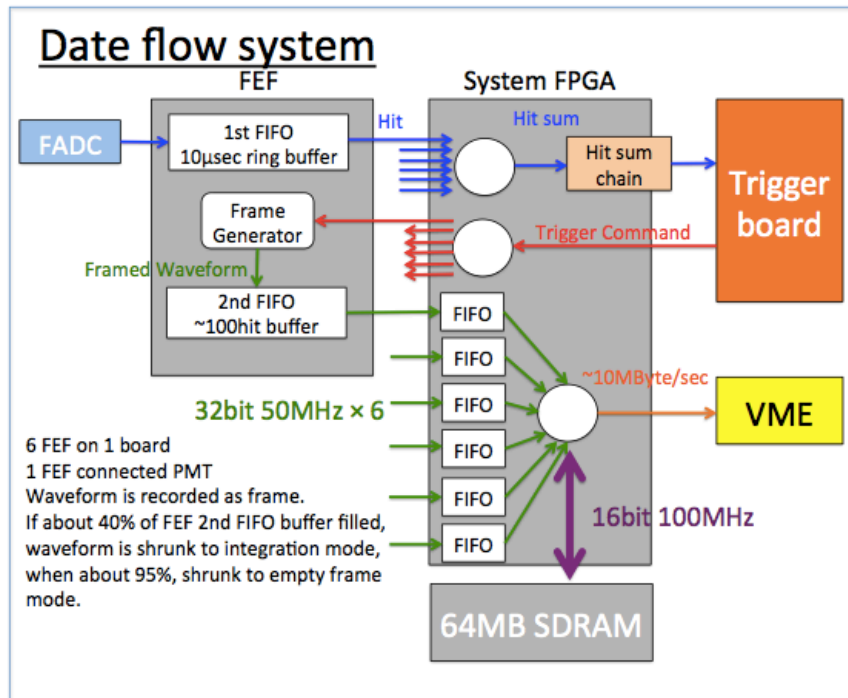 Date flow system
FEF
System FPGA
FADC
1st FIFO
10μsec ring buffer
Hit
Hit sum
Hit sum
chain
Trigger
board
Frame
Generator
Trigger Command
Framed Waveform
2nd FIFO
~100hit buffer
FIFO
FIFO
FIFO
FIFO
FIFO
FIFO
~10MByte/sec
VME
32bit 50MHz × 6
6 FEF on 1 board
1 FEF connected PMT
Waveform is recorded as frame.
If about 40% of FEF 2nd FIFO buffer filled,
waveform is shrunk to integration mode,
when about 95%, shrunk to empty frame
mode.
16bit 100MHz
64MB SDRAM